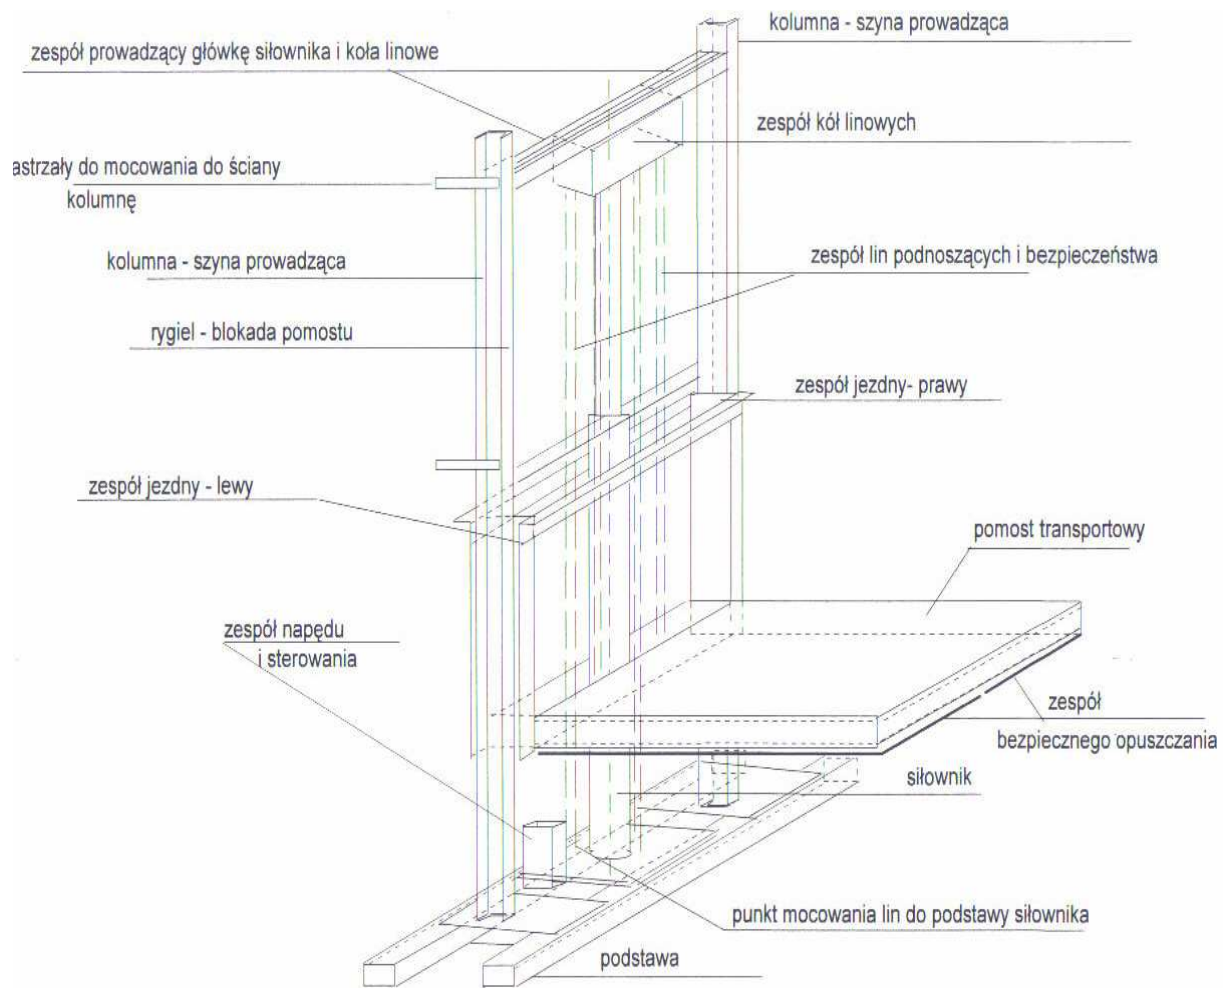 kolumna - szyna prowadząca
zespół prowadzący główkę siłownika i koła linowe
zespół kół linowych
astrzały do mocowania do ściany
kolumnę
kolumna - szyna prowadząca
zespół lin podnoszących i bezpieczeństwa
rygiel - blokada pomostu
zespół jezdny- prawy
zespół jezdny - lewy
pomost transportowy
zespół napędu
i sterowania
zespół
bezpiecznego opuszczania
siłownik
punkt mocowania lin do podstawy siłownika
podstawa